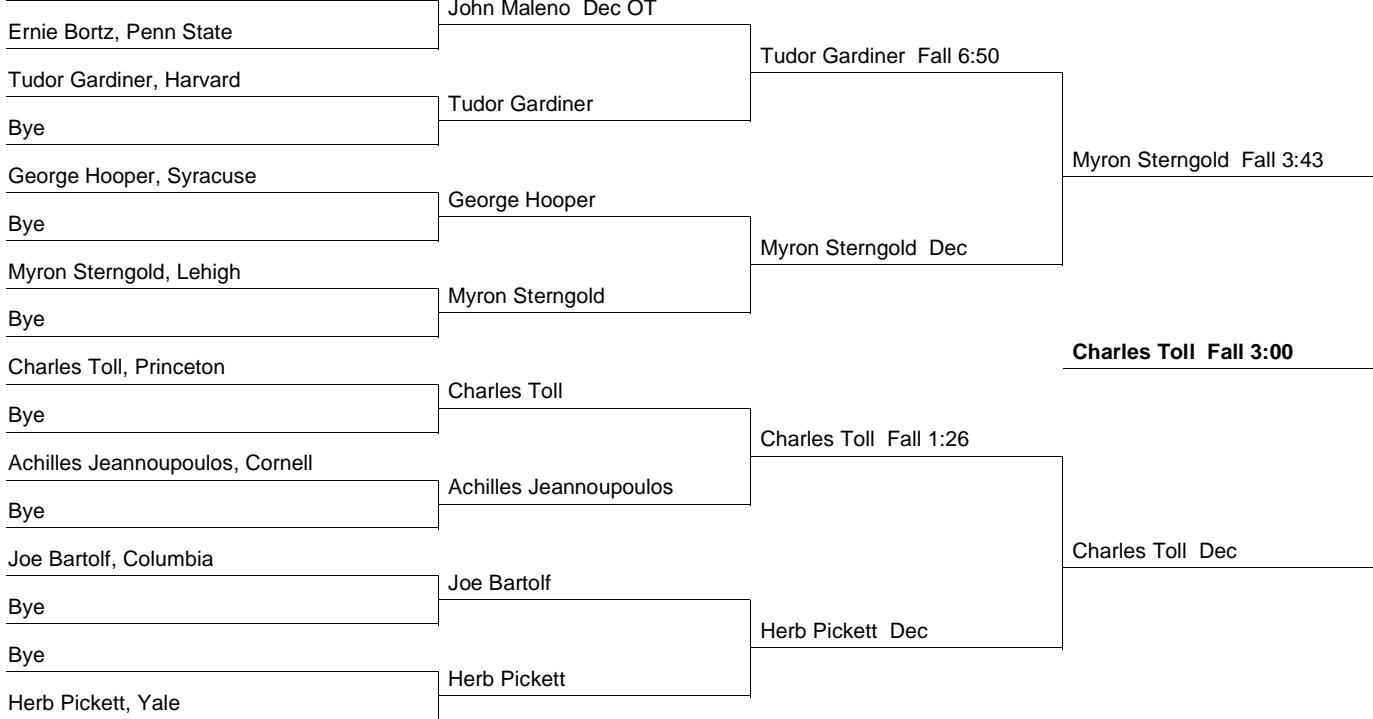 John Maleno  Dec OT
Ernie Bortz, Penn State
Tudor Gardiner  Fall 6:50
Tudor Gardiner, Harvard
Tudor Gardiner
Bye
Myron Sterngold  Fall 3:43
George Hooper, Syracuse
George Hooper
Bye
Myron Sterngold  Dec
Myron Sterngold, Lehigh
Myron Sterngold
Bye
Charles Toll  Fall 3:00
Charles Toll, Princeton
Charles Toll
Bye
Charles Toll  Fall 1:26
Achilles Jeannoupoulos, Cornell
Achilles Jeannoupoulos
Bye
Charles Toll  Dec
Joe Bartolf, Columbia
Joe Bartolf
Bye
Herb Pickett  Dec
Bye
Herb Pickett
Herb Pickett, Yale